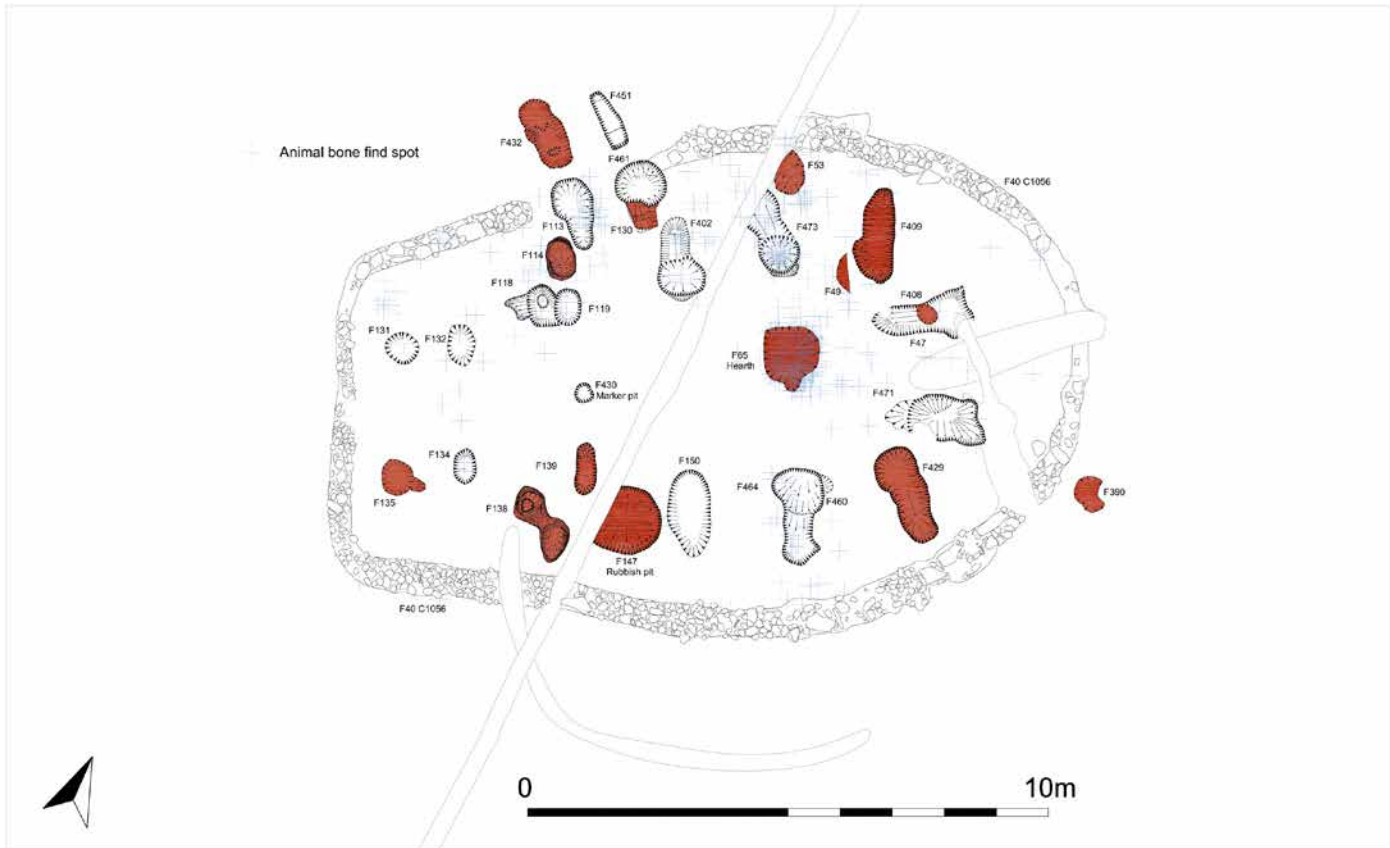 F451
F432
Animal bone find spot
F461
F53
F40 C1056
F113
F130
F402
F473
F409
F114
F118
F119
F49
F408
F131
F132
F65
Hearth
F47
F430
Marker pit
F471
F134
F139
F150
F429
F135
F138
F464
F460
F390
F147
Rubbish pit
F40 C1056
0
10m